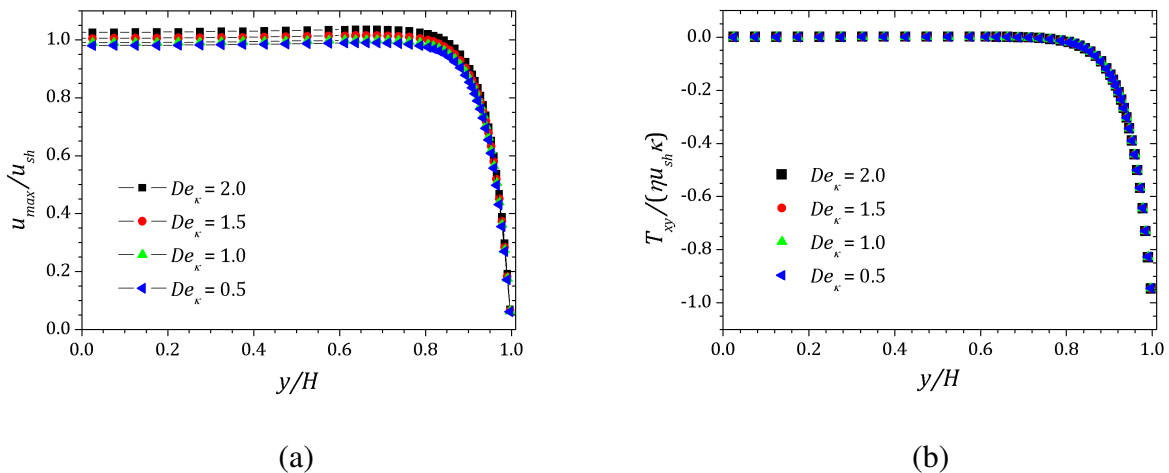 1.0
0.8
0.6
0.4
0.2
0.0
u_max/u_sh
De_κ = 2.0
De_κ = 1.5
De_κ = 1.0
De_κ = 0.5
0.0 0.2 0.4 0.6 0.8 1.0
y/H
(a)
0.0
-0.2
-0.4
-0.6
-0.8
-1.0
T_xy/(ηu_shκ)
De_κ = 2.0
De_κ = 1.5
De_κ = 1.0
De_κ = 0.5
0.0 0.2 0.4 0.6 0.8 1.0
y/H
(b)